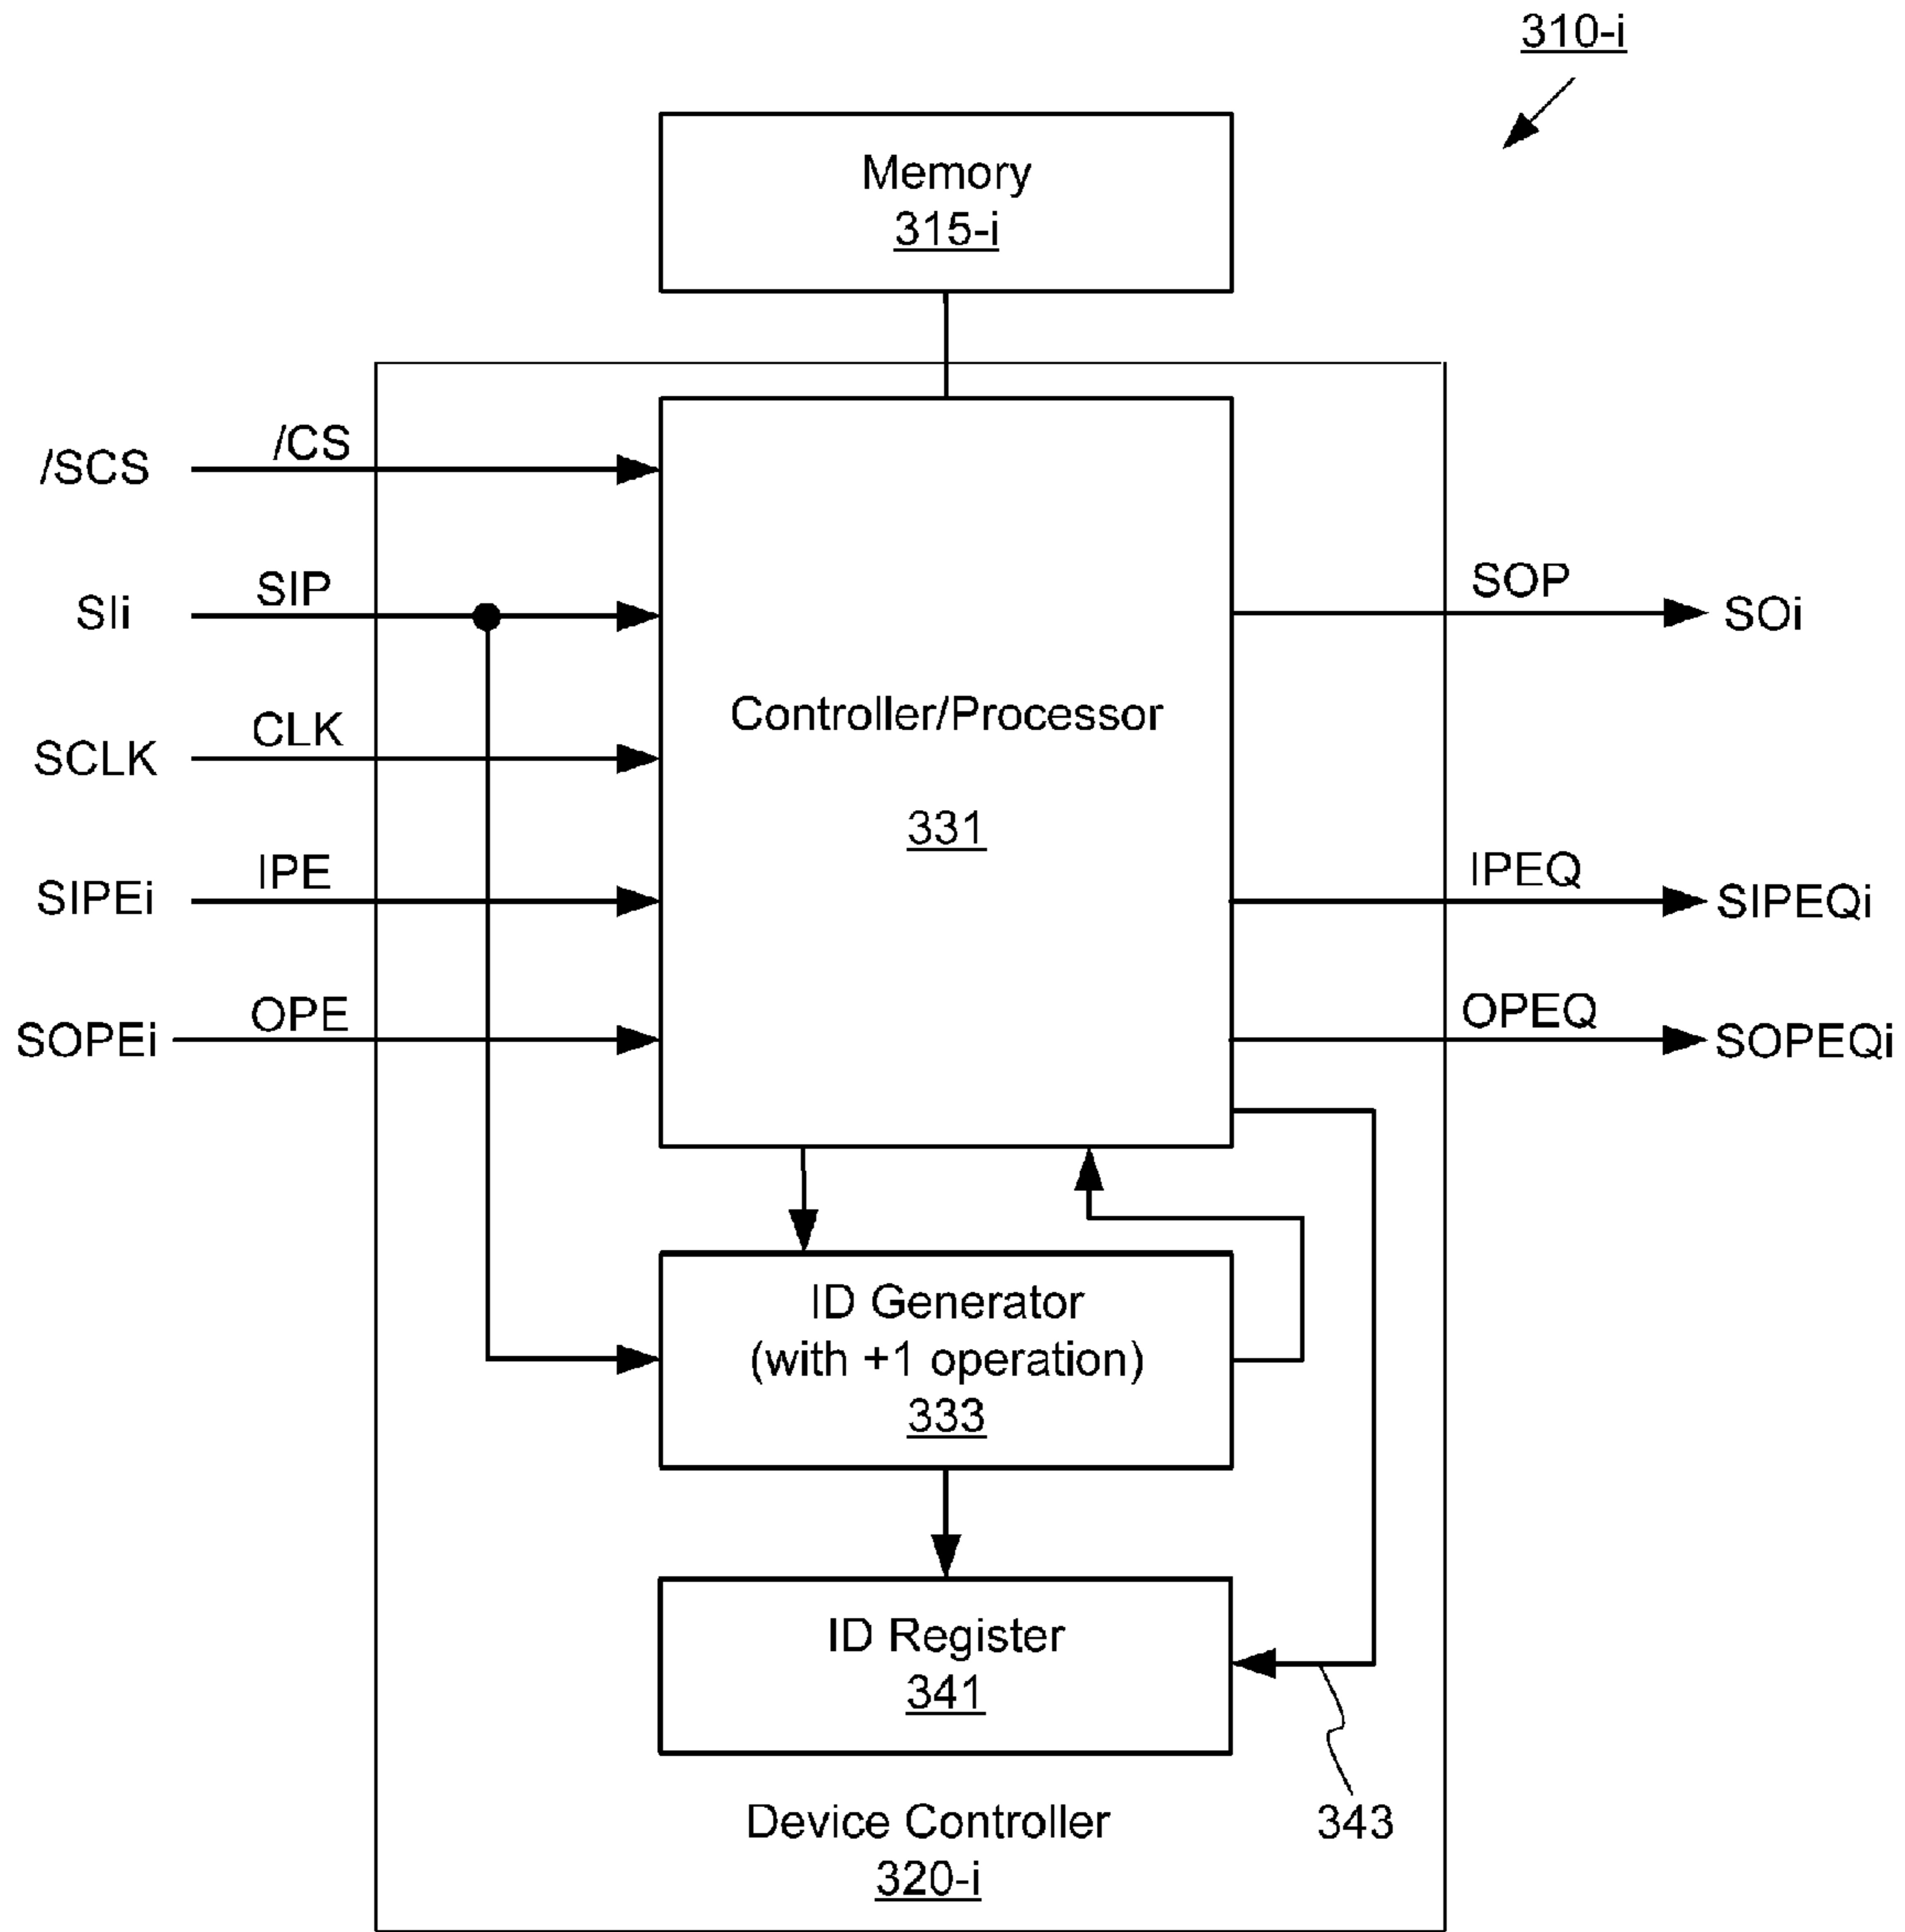 310-i
Memory
315-i
/SCS
/CS
SIi
SIP
SCLK
CLK
SIPEi
IPE
SOPEi
OPE
Controller/Processor
331
SOP
SOi
IPEQ
SIPEQi
OPEQ
SOPEQi
ID Generator
(with +1 operation)
333
ID Register
341
343
Device Controller
320-i